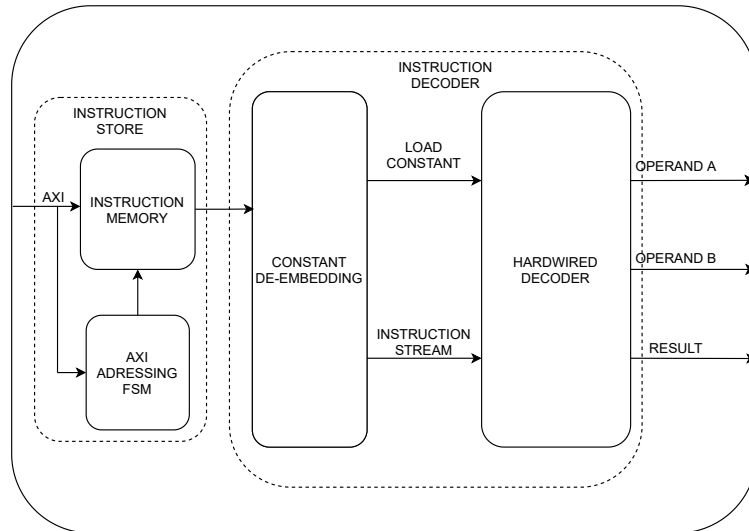 INSTRUCTION
DECODER
INSTRUCTION
STORE
AXI
INSTRUCTION
MEMORY
AXI
ADRESSING
FSM
CONSTANT
DE-EMBEDDING
LOAD
CONSTANT
INSTRUCTION
STREAM
HARDWIRED
DECODER
OPERAND A
OPERAND B
RESULT